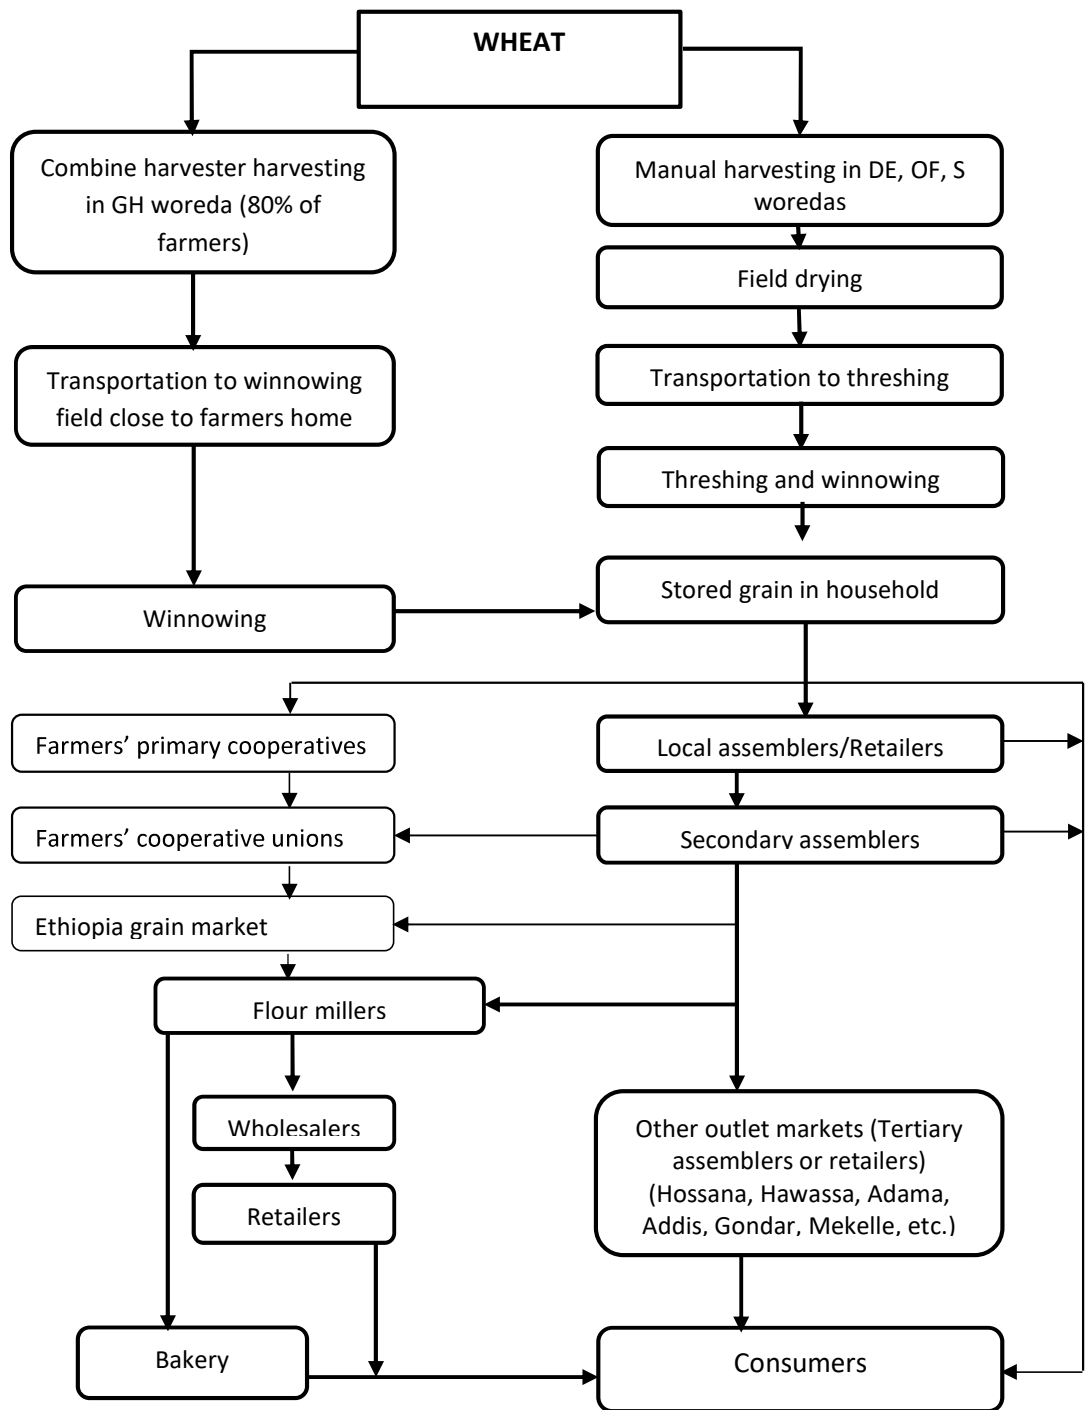 WHEAT
Combine harvester harvesting
in GH woreda (80% of
farmers)
Manual harvesting in DE, OF, S
woredas
Field drying
Transportation to winnowing
field close to farmers home
Transportation to threshing
Threshing and winnowing
Winnowing
Stored grain in household
Farmers’ primary cooperatives
Local assemblers/Retailers
Farmers’ cooperative unions
Secondary assemblers
Ethiopia grain market
Flour millers
Wholesalers
Retailers
Other outlet markets (Tertiary
assemblers or retailers)
(Hossana, Hawassa, Adama,
Addis, Gondar, Mekelle, etc.)
Bakery
Consumers